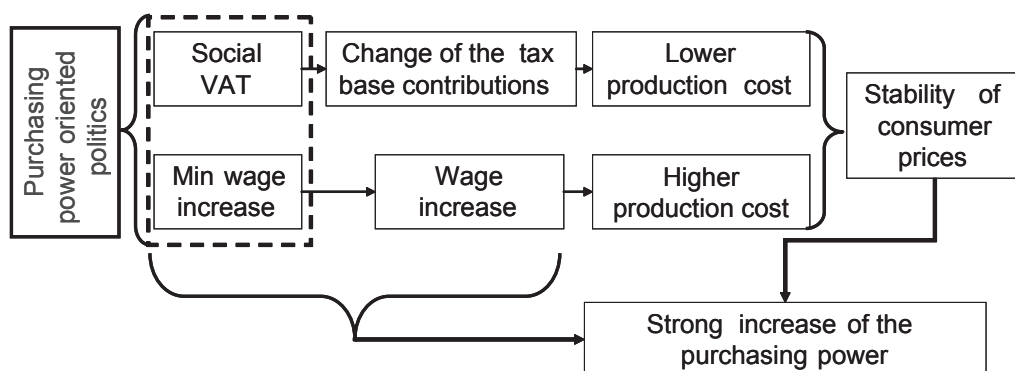 Purchasing
power oriented
politics
Social
VAT
Change of the tax
base contributions
Lower
production cost
Stability of
consumer
prices
Min wage
increase
Wage
increase
Higher
production cost
Strong increase of the
purchasing power